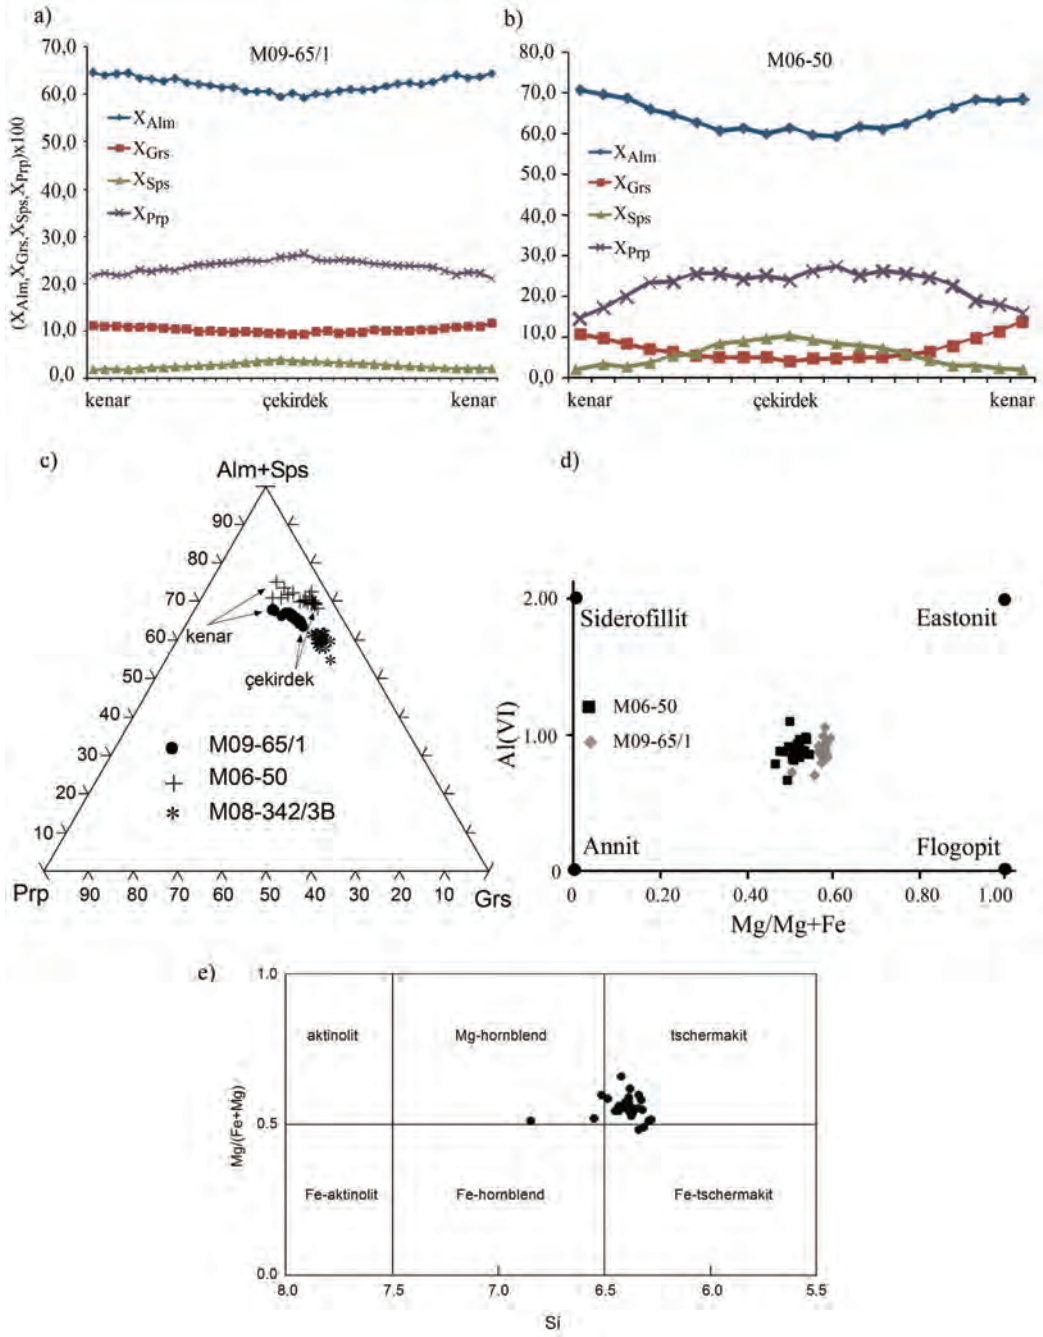 a)
M09-65/1
70,0
60,0
50,0
40,0
30,0
20,0
10,0
0,0
(XAlm,XGrs,XSps,XPrp)x100
XAlm
XGrs
XSps
XPrp
kenar
çekirdek
kenar
b)
M06-50
80,0
70,0
60,0
50,0
40,0
30,0
20,0
10,0
0,0
XAlm
XGrs
XSps
XPrp
kenar
çekirdek
kenar
c)
Alm+Sps
90
80
70
60
50
40
30
20
10
kenar
çekirdek
M09-65/1
M06-50
M08-342/3B
Prp
90
80
70
60
50
40
30
20
10
Grs
d)
2.00
Siderofillit
Eastonit
M06-50
M09-65/1
Al(VI)
1.00
Annit
Flogopit
0
0
0.20
0.40
0.60
0.80
1.00
Mg/Mg+Fe
e)
1.0
aktinolit
Mg-hornblend
tschermakit
Mg/(Fe+Mg)
0.5
Fe-aktinolit
Fe-hornblend
Fe-tschermakit
0.0
8.0
7.5
7.0
6.5
6.0
5.5
Si